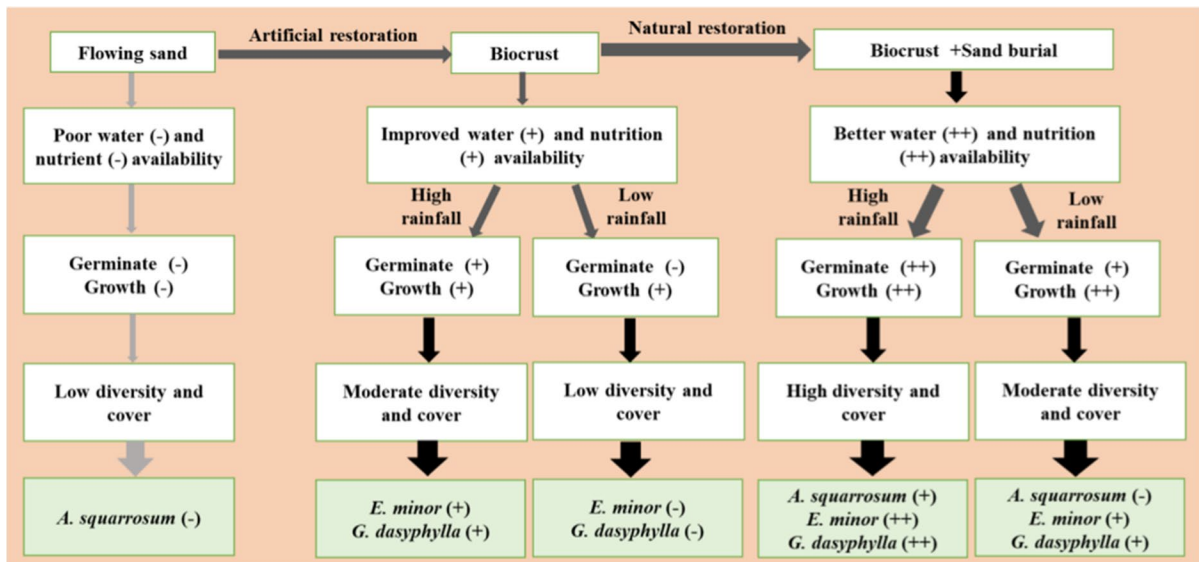 Flowing sand
Artificial restoration
Biocrust
Natural restoration
Biocrust +Sand burial
Poor water (-) and
nutrient (-) availability
Improved water (+) and nutrition
(+) availability
Better water (++) and nutrition
(++) availability
High
rainfall
Low
rainfall
High
rainfall
Low
rainfall
Germinate (-)
Growth (-)
Germinate (+)
Growth (+)
Germinate (-)
Growth (+)
Germinate (++)
Growth (++)
Germinate (+)
Growth (++)
Low diversity and
cover
Moderate diversity
and cover
Low diversity and
cover
High diversity and
cover
Moderate diversity
and cover
A. squarrosum (-)
E. minor (+)
G. dasyphylla (+)
E. minor (-)
G. dasyphylla (-)
A. squarrosum (+)
E. minor (++)
G. dasyphylla (++)
A. squarrosum (-)
E. minor (+)
G. dasyphylla (+)